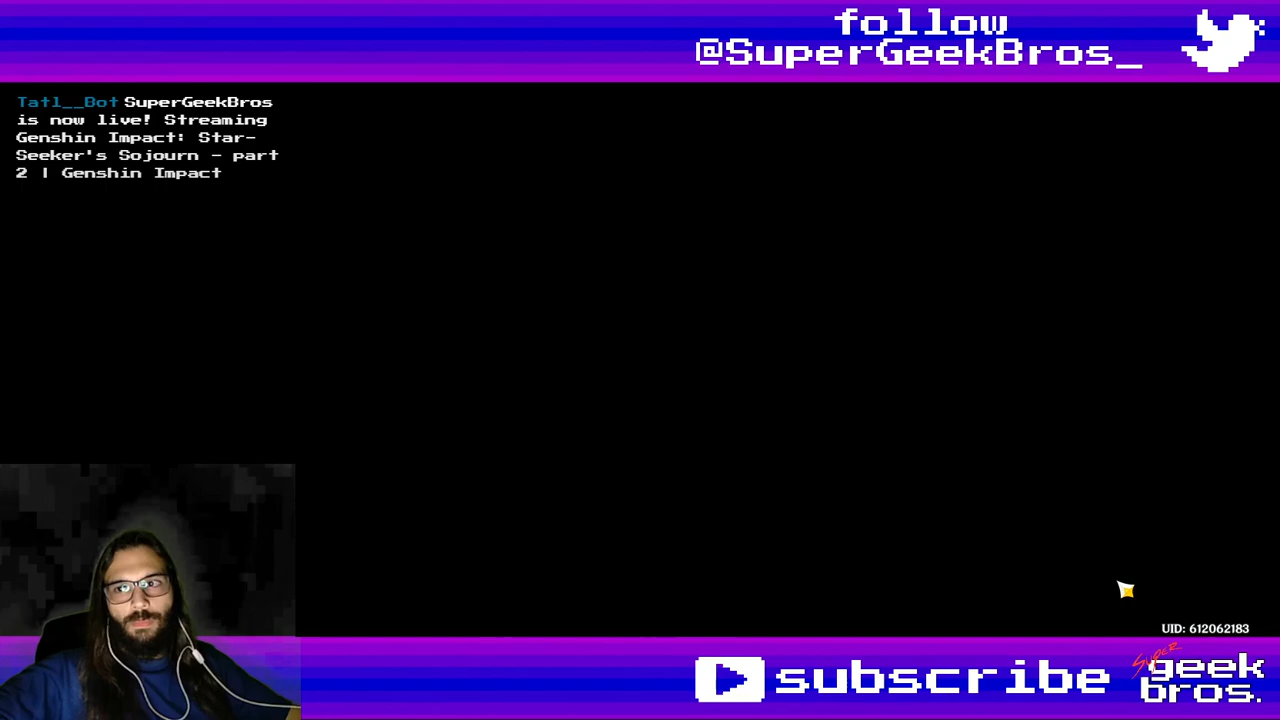 follow
@SuperGeekBros_
Tatl__Bot SuperGeekBros
is now live! Streaming
Genshin Impact: Star-
Seeker's Sojourn - part
2 | Genshin Impact
UID: 612062183
subscribe
SUPER
geek
bros.